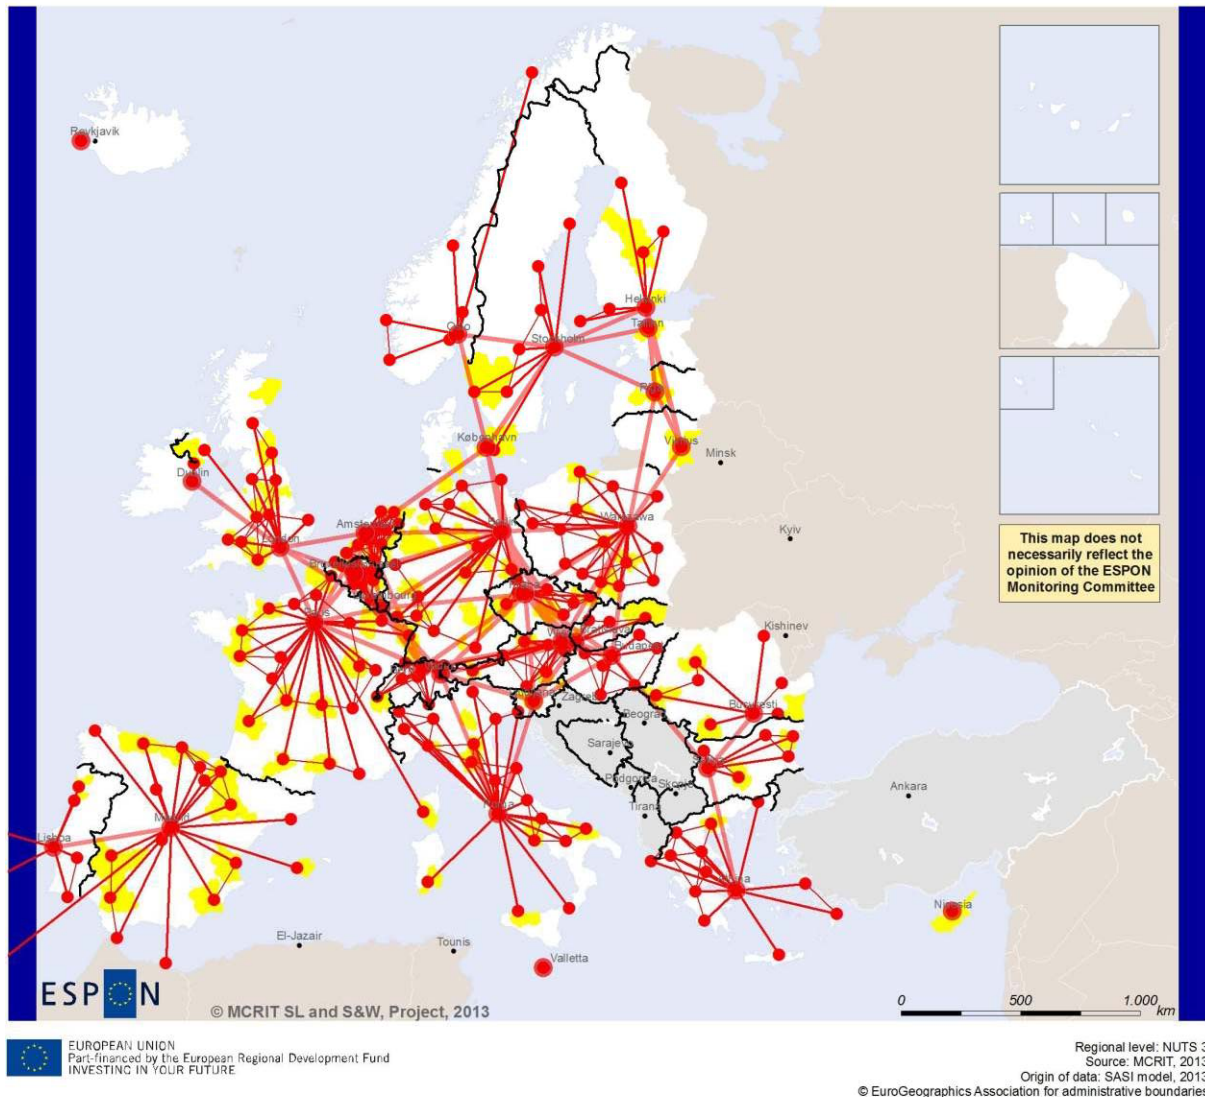 Reykjavik
Helsinki
Tallinn
Oslo
Stockholm
Riga
København
Vilnius
Minsk
Dublin
Warszawa
London
Kyiv
This map does not
necessarily reflect the
opinion of the ESPON
Monitoring Committee
Kishinev
Budapest
Zagreb
Bucuresti
Beograd
Sarajevo
Podgorica
Skopje
Tirana
Ankara
Roma
Madrid
Lisboa
Nicosia
El-Jazair
Tounis
Valletta
ESPON
© MCRIT SL and S&W, Project, 2013
0 500 1.000
km
EUROPEAN UNION
Part-financed by the European Regional Development Fund
INVESTING IN YOUR FUTURE
Regional level: NUTS 3
Source: MCRIT, 2013
Origin of data: SASI model, 2013
© EuroGeographics Association for administrative boundaries